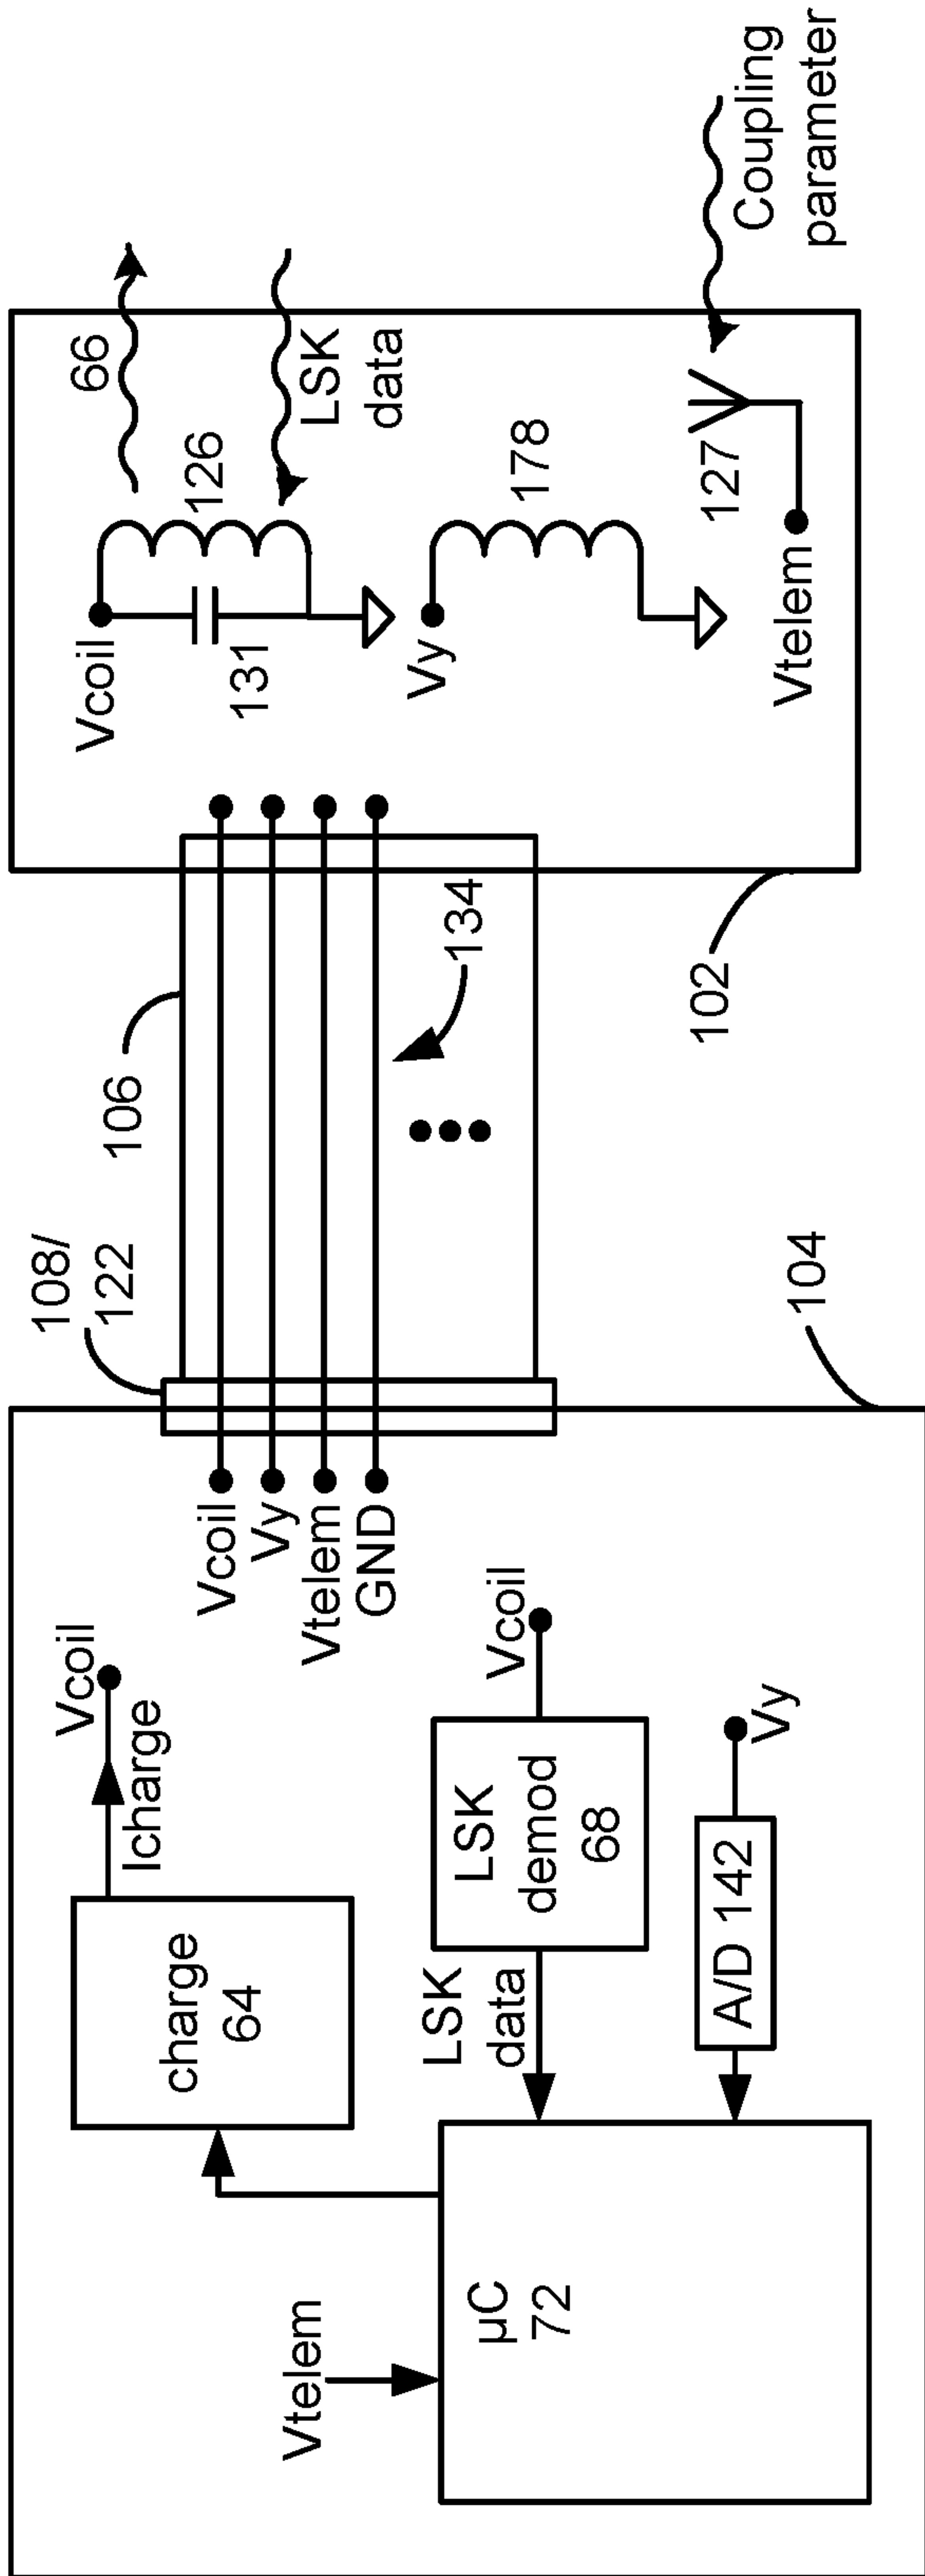 Vtelem
µC
72
charge
64
Icharge
Vcoil
LSK
data
LSK
demod
68
Vcoil
A/D 142
Vy
Vcoil
Vy
Vtelem
GND
104
108/
122
106
134
102
Vcoil
131
126
66
LSK
data
Vy
178
Vtelem
127
Coupling
parameter